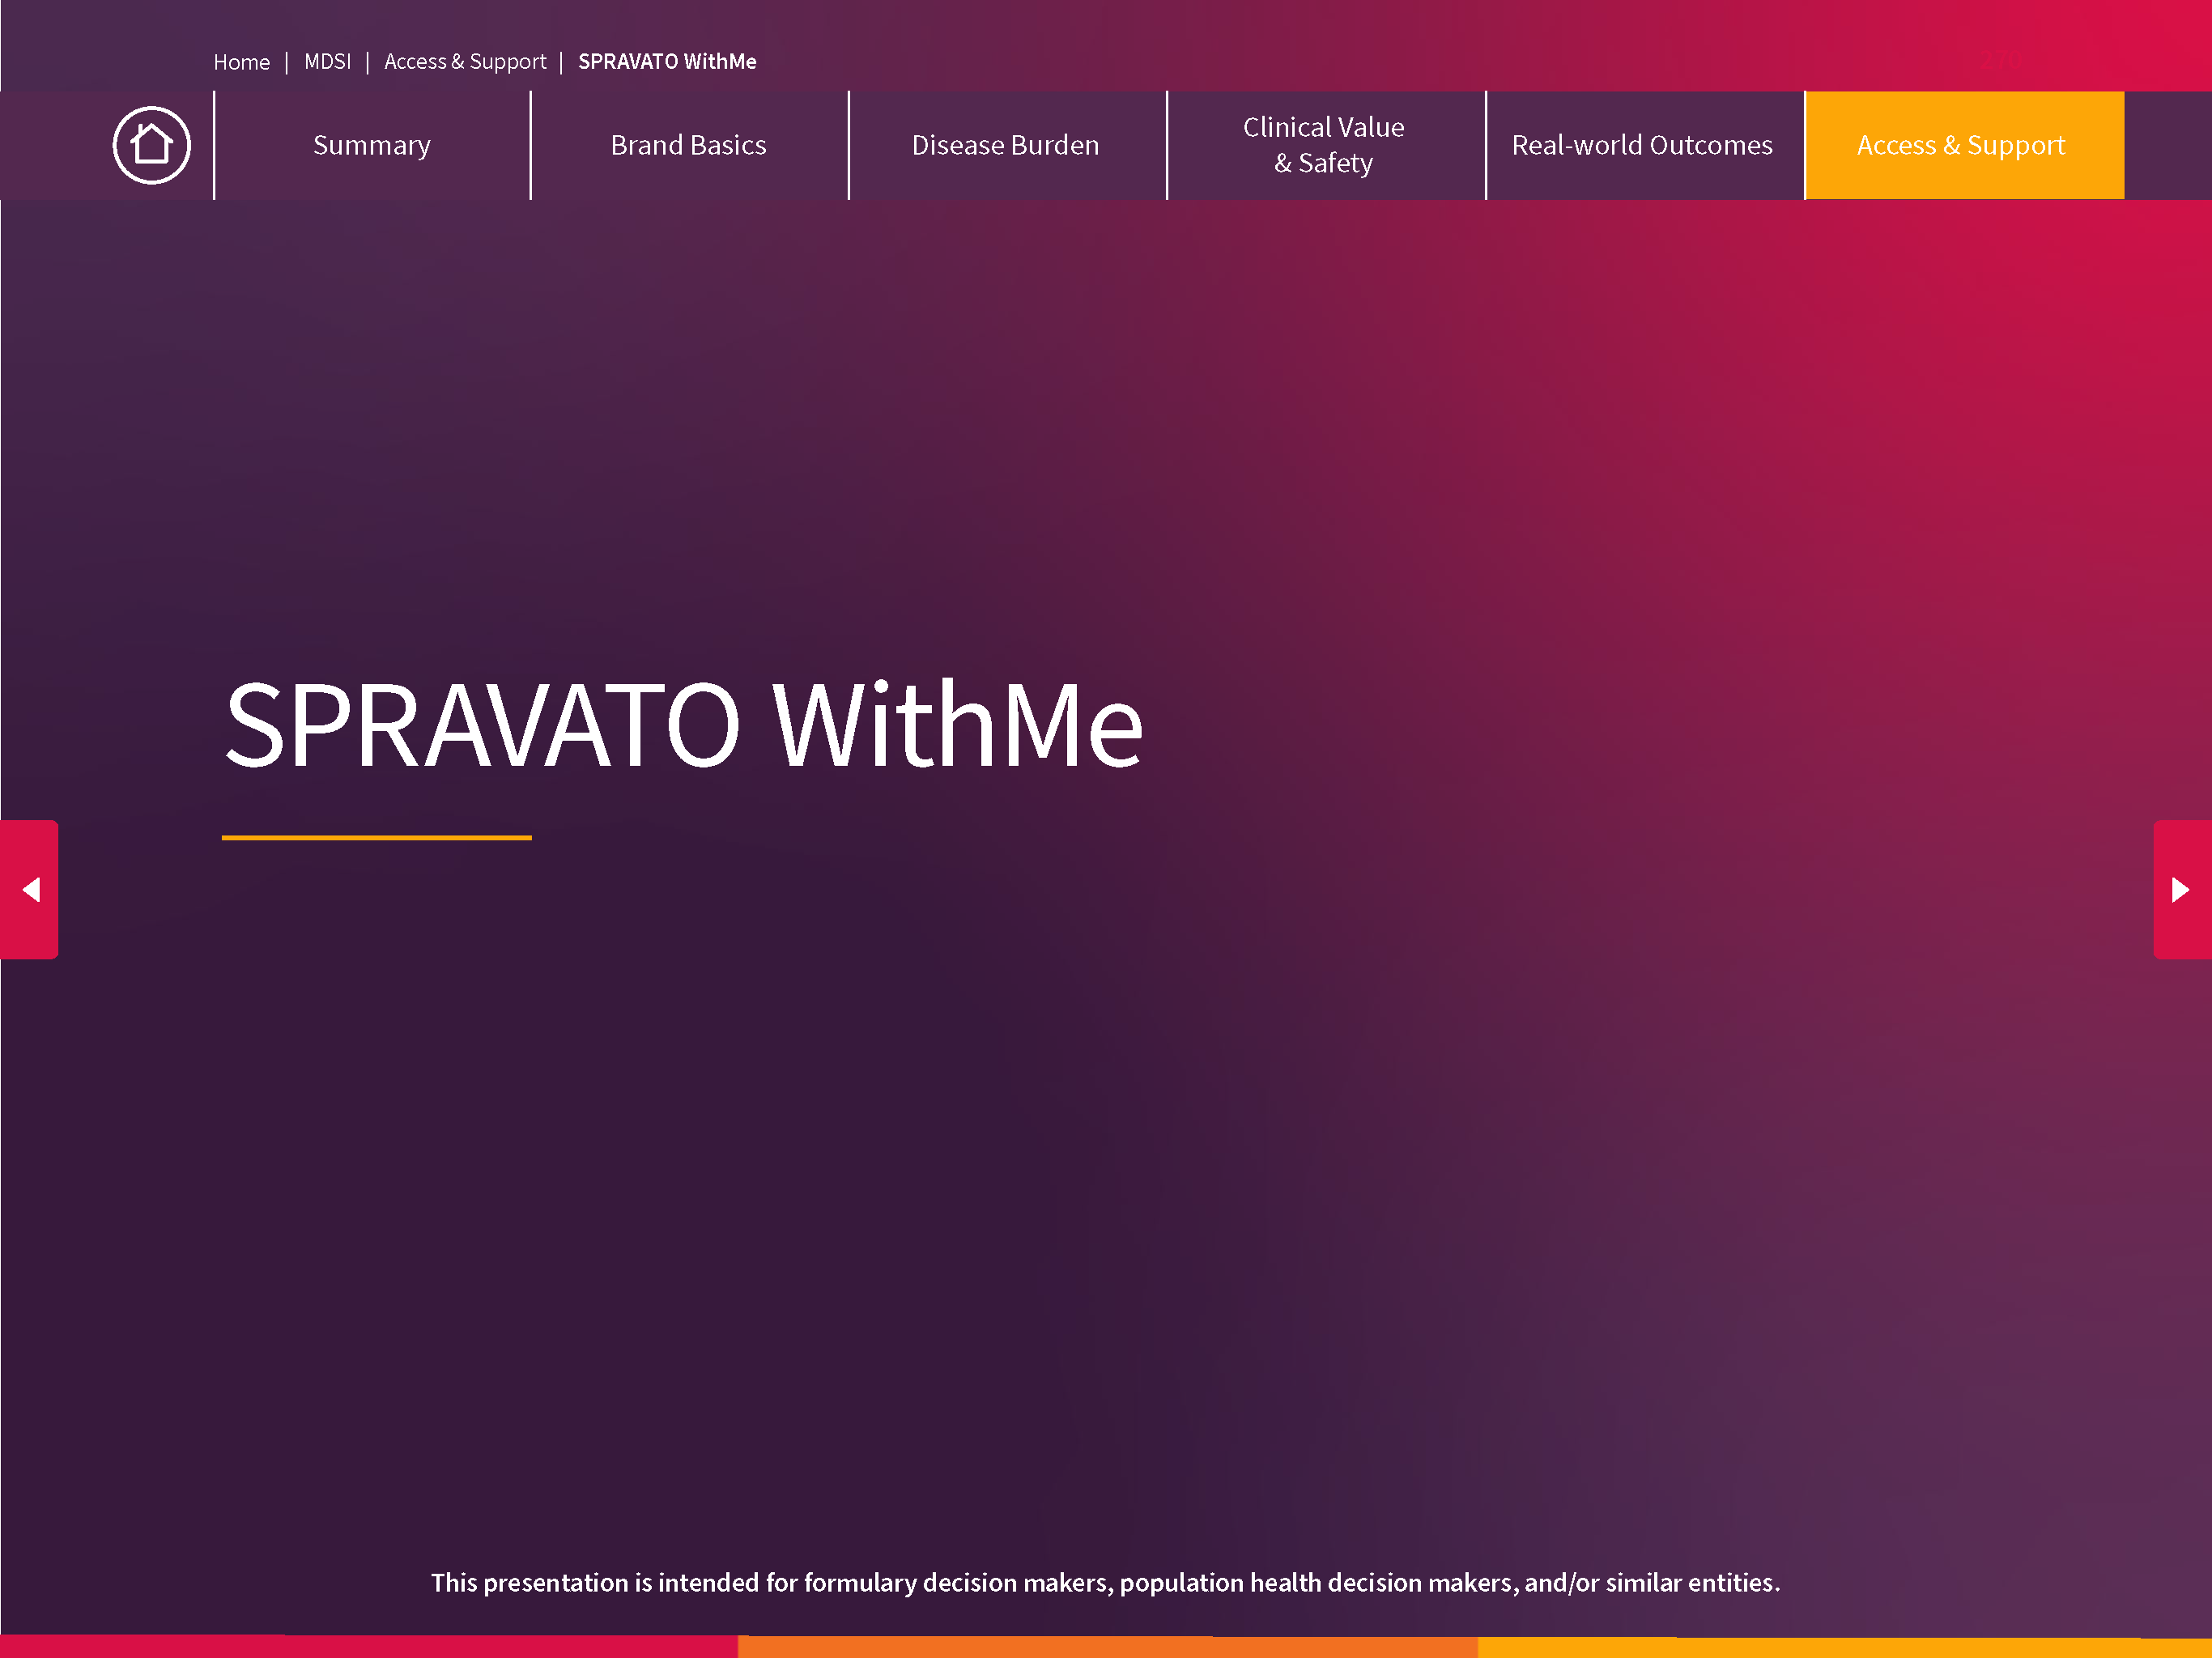 Home | MDSI | Access & Support | SPRAVATO WithMe
270
Summary
Brand Basics
Disease Burden
Clinical Value
& Safety
Real-world Outcomes
Access & Support
SPRAVATO WithMe
This presentation is intended for formulary decision makers, population health decision makers, and/or similar entities.